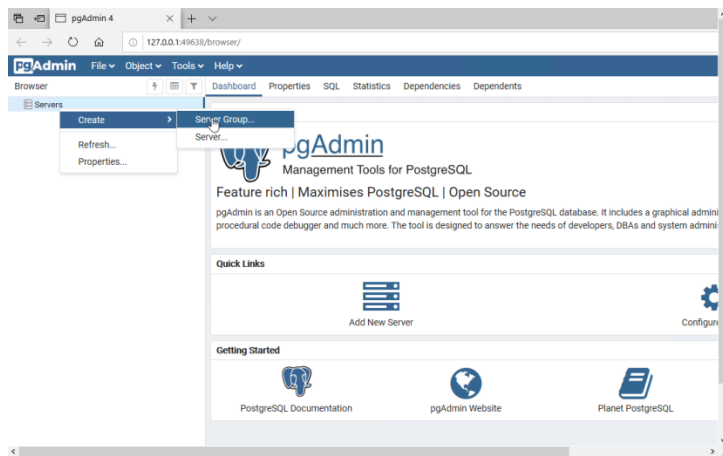 pgAdmin 4
127.0.0.1:49638/browser/
pgAdmin File Object Tools Help
Browser Dashboard Properties SQL Statistics Dependencies Dependents
Servers
Create Server Group...
Server...
Refresh...
Properties...
pgAdmin
Management Tools for PostgreSQL
Feature rich | Maximises PostgreSQL | Open Source
pgAdmin is an Open Source administration and management tool for the PostgreSQL database. It includes a graphical admini
procedural code debugger and much more. The tool is designed to answer the needs of developers, DBAs and system adminis
Quick Links
Add New Server Configure
Getting Started
PostgreSQL Documentation pgAdmin Website Planet PostgreSQL